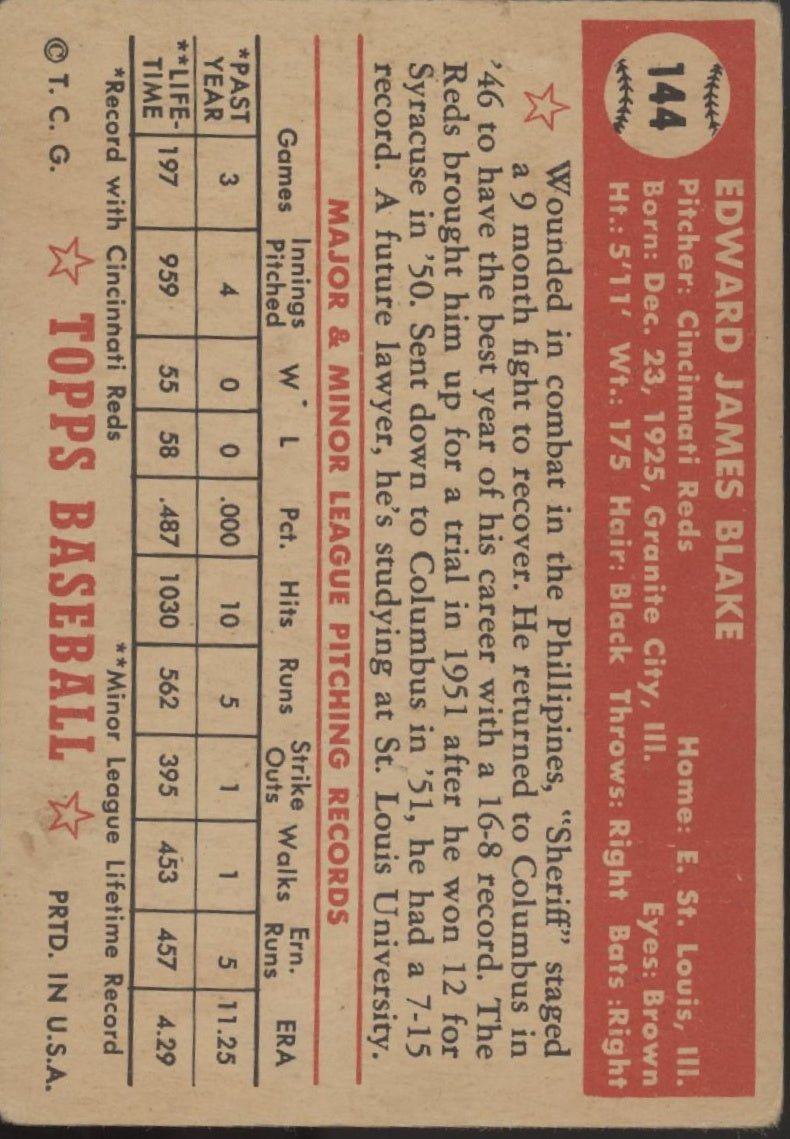 144
EDWARD JAMES BLAKE
Pitcher: Cincinnati Reds Home: E. St. Louis, Ill.
Born: Dec. 23, 1925, Granite City, Ill. Eyes: Brown
Ht.: 5'11' Wt.: 175 Hair: Black Throws: Right Bats :Right
Wounded in combat in the Phillipines, "Sheriff" staged
a 9 month fight to recover. He returned to Columbus in
'46 to have the best year of his career with a 16-8 record. The
Reds brought him up for a trial in 1951 after he won 12 for
Syracuse in '50. Sent down to Columbus in '51, he had a 7-15
record. A future lawyer, he's studying at St. Louis University.
MAJOR & MINOR LEAGUE PITCHING RECORDS
Games Innings Pitched W L Pct. Hits Runs Strike Outs Walks Ern. Runs ERA
*PAST YEAR 3 4 0 0 .000 10 5 1 1 5 11.25
**LIFE-TIME 197 959 55 58 .487 1030 562 395 453 457 4.29
*Record with Cincinnati Reds **Minor League Lifetime Record
© T. C. G. TOPPS BASEBALL PRTD. IN U.S.A.